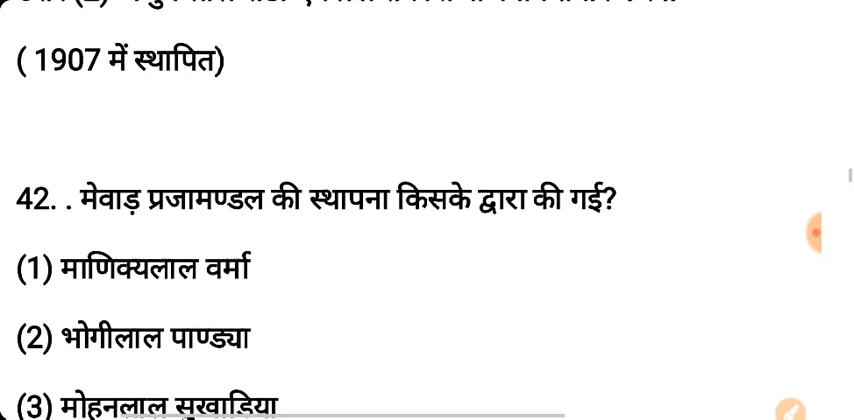 ( 1907 में स्थापित)
42. . मेवाड़ प्रजामण्डल की स्थापना किसके द्वारा की गई?
(1) माणिक्यलाल वर्मा
(2) भोगीलाल पाण्ड्या
(3) मोहनलाल सुखाडिया